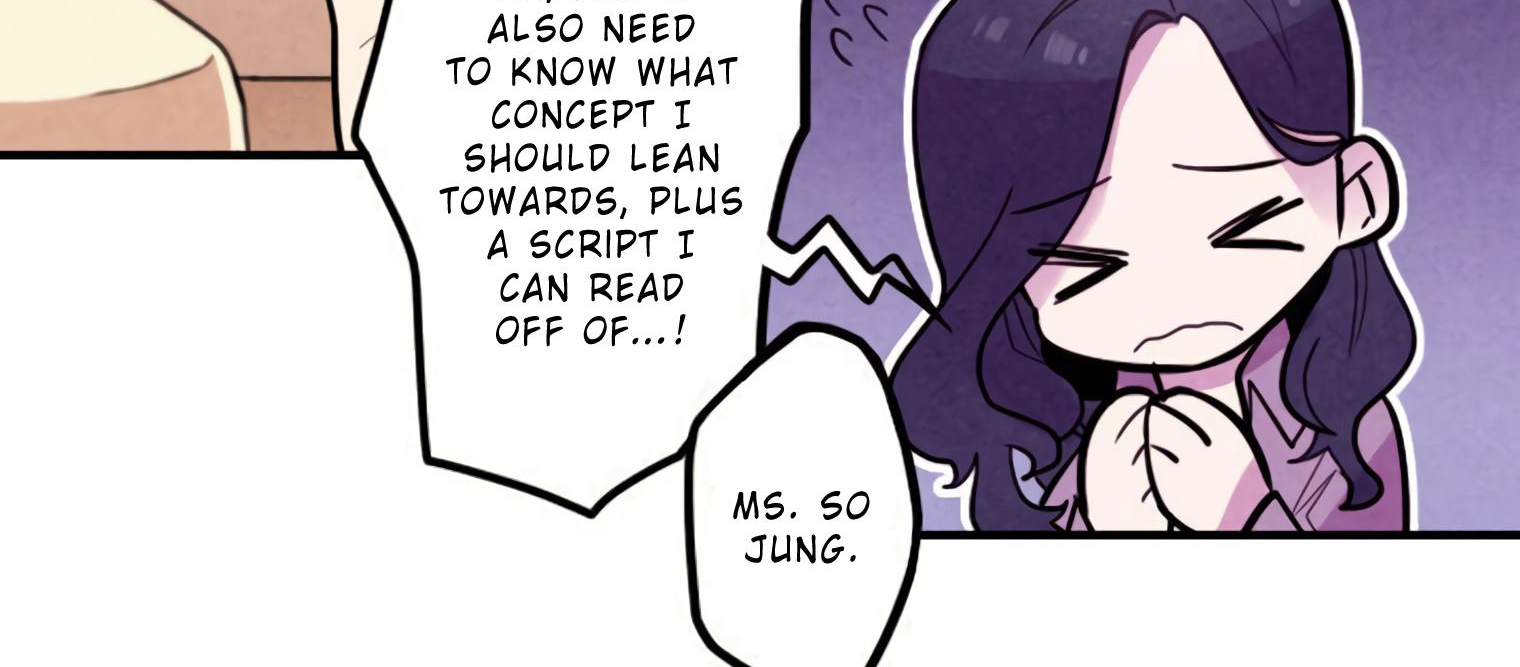 ALSO NEED
TO KNOW WHAT
CONCEPT I
SHOULD LEAN
TOWARDS, PLUS
A SCRIPT I
CAN READ
OFF OF...!
MS. SO
JUNG.